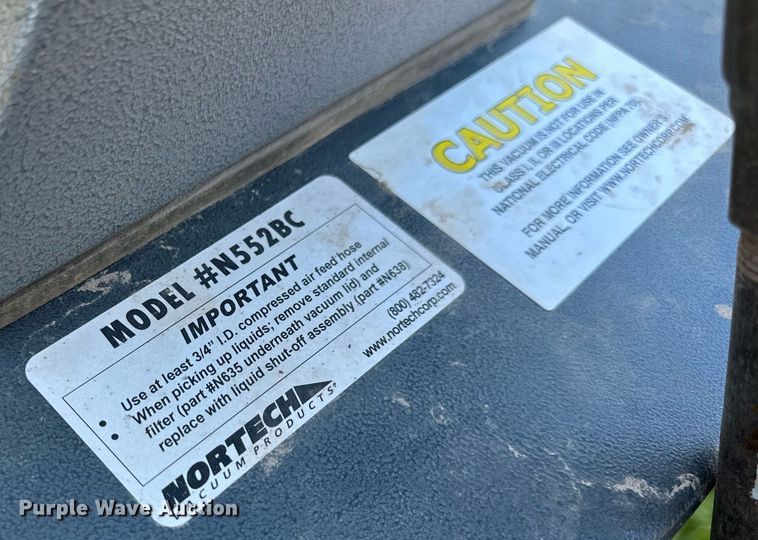 MODEL #N552BC
IMPORTANT
• Use at least 3/4" I.D. compressed air feed hose
• When picking up liquids; remove standard internal
filter (part #N635 underneath vacuum lid) and
replace with liquid shut-off assembly (part #N638)
(800) 482-7324
www.nortechcorp.com
NORTECH
VACUUM PRODUCTS®
CAUTION
THIS VACUUM IS NOT FOR USE IN
CLASS I, II, OR III LOCATIONS PER
NATIONAL ELECTRICAL CODE (NFPA 70).
FOR MORE INFORMATION SEE OWNER'S
MANUAL, OR VISIT WWW.NORTECHCORP.COM
Purple Wave Auction